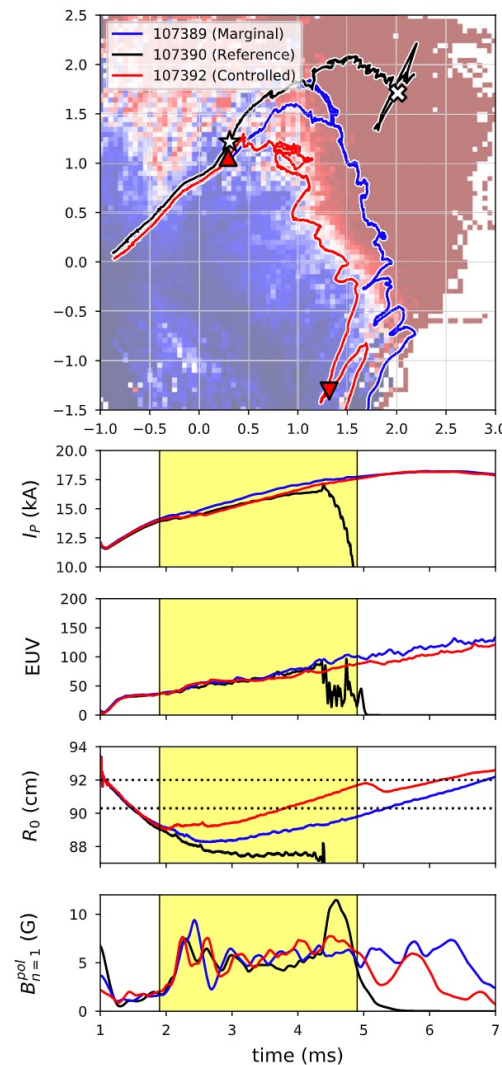 107389 (Marginal)
107390 (Reference)
107392 (Controlled)
2.5
2.0
1.5
1.0
0.5
0.0
−0.5
−1.0
−1.5
−1.0 −0.5 0.0 0.5 1.0 1.5 2.0 2.5 3.0
20.0
17.5
15.0
12.5
10.0
I_P (kA)
200
150
100
50
0
EUV
94
92
90
88
R_0 (cm)
10
5
0
B^{pol}_{n=1} (G)
1 2 3 4 5 6 7
time (ms)